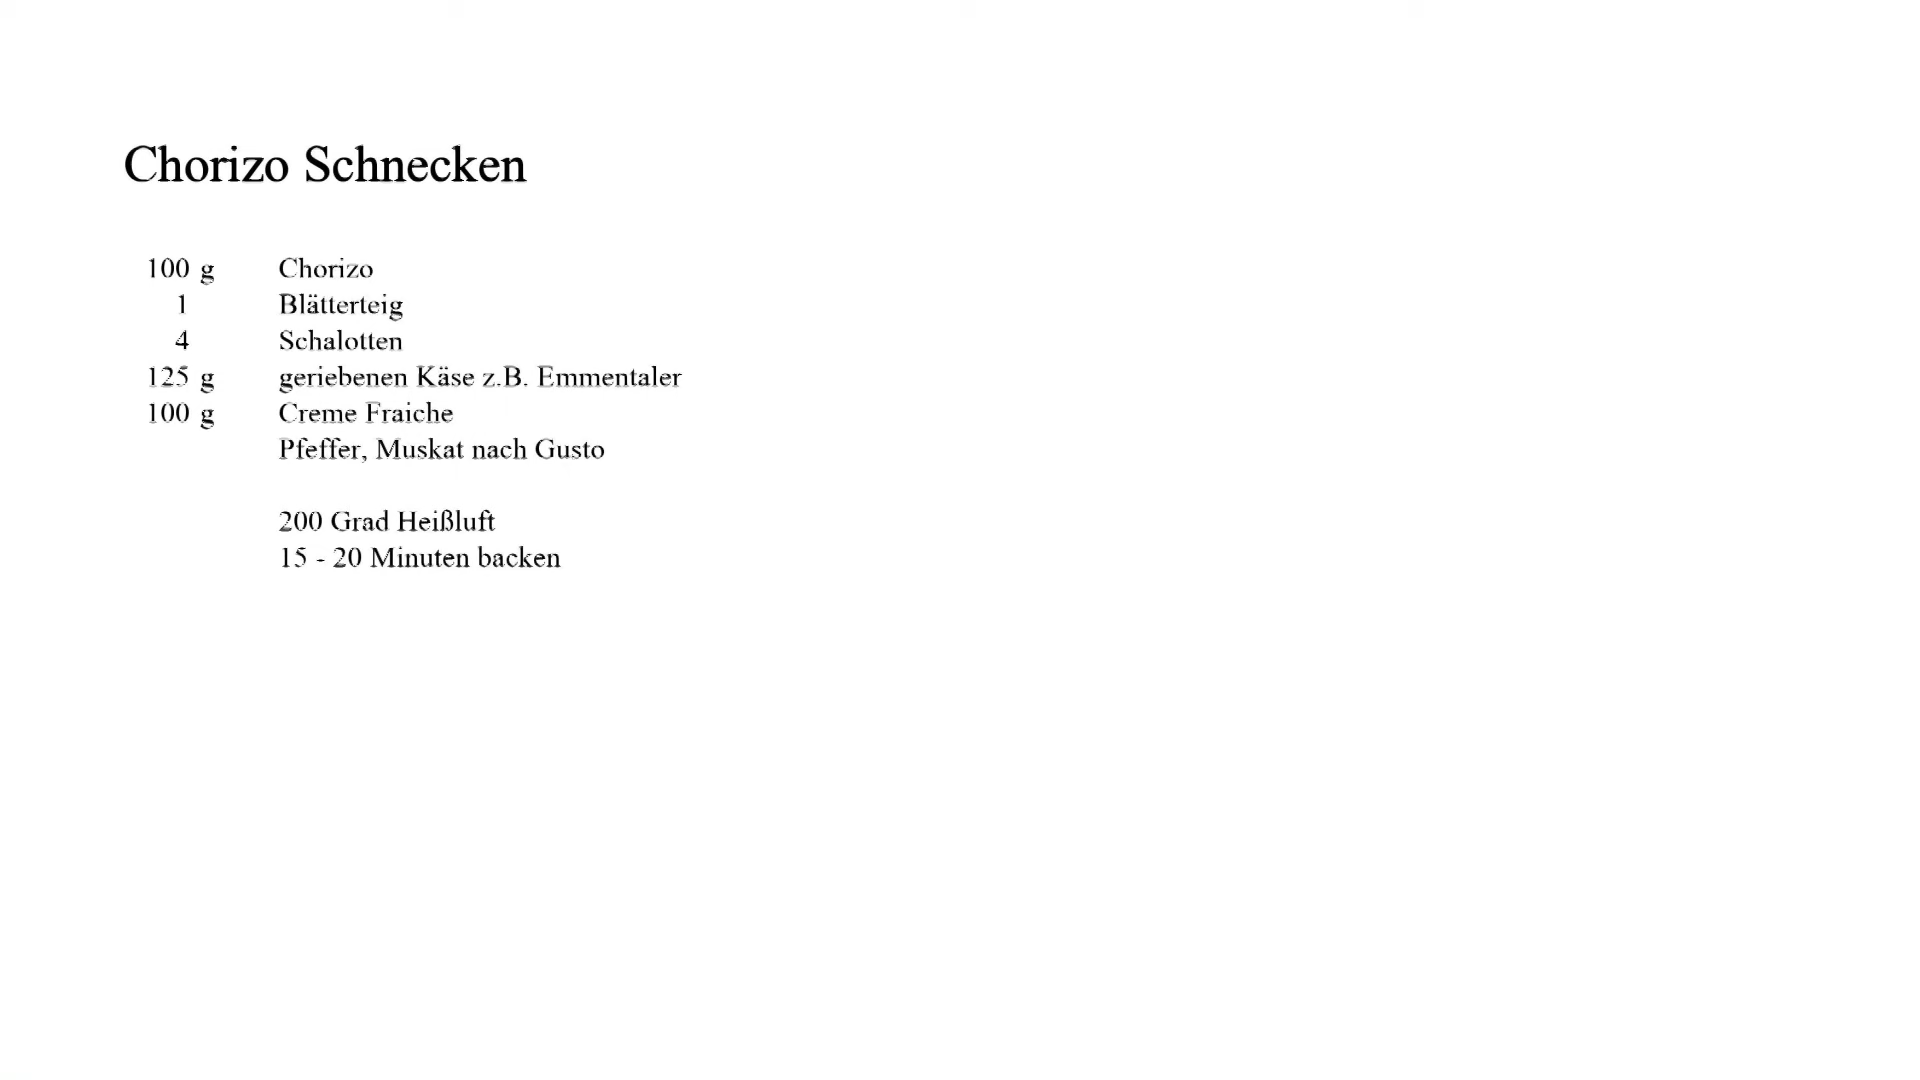 Chorizo Schnecken
100 g Chorizo
1 Blätterteig
4 Schalotten
125 g geriebenen Käse z.B. Emmentaler
100 g Creme Fraiche
Pfeffer, Muskat nach Gusto
200 Grad Heißluft
15 - 20 Minuten backen